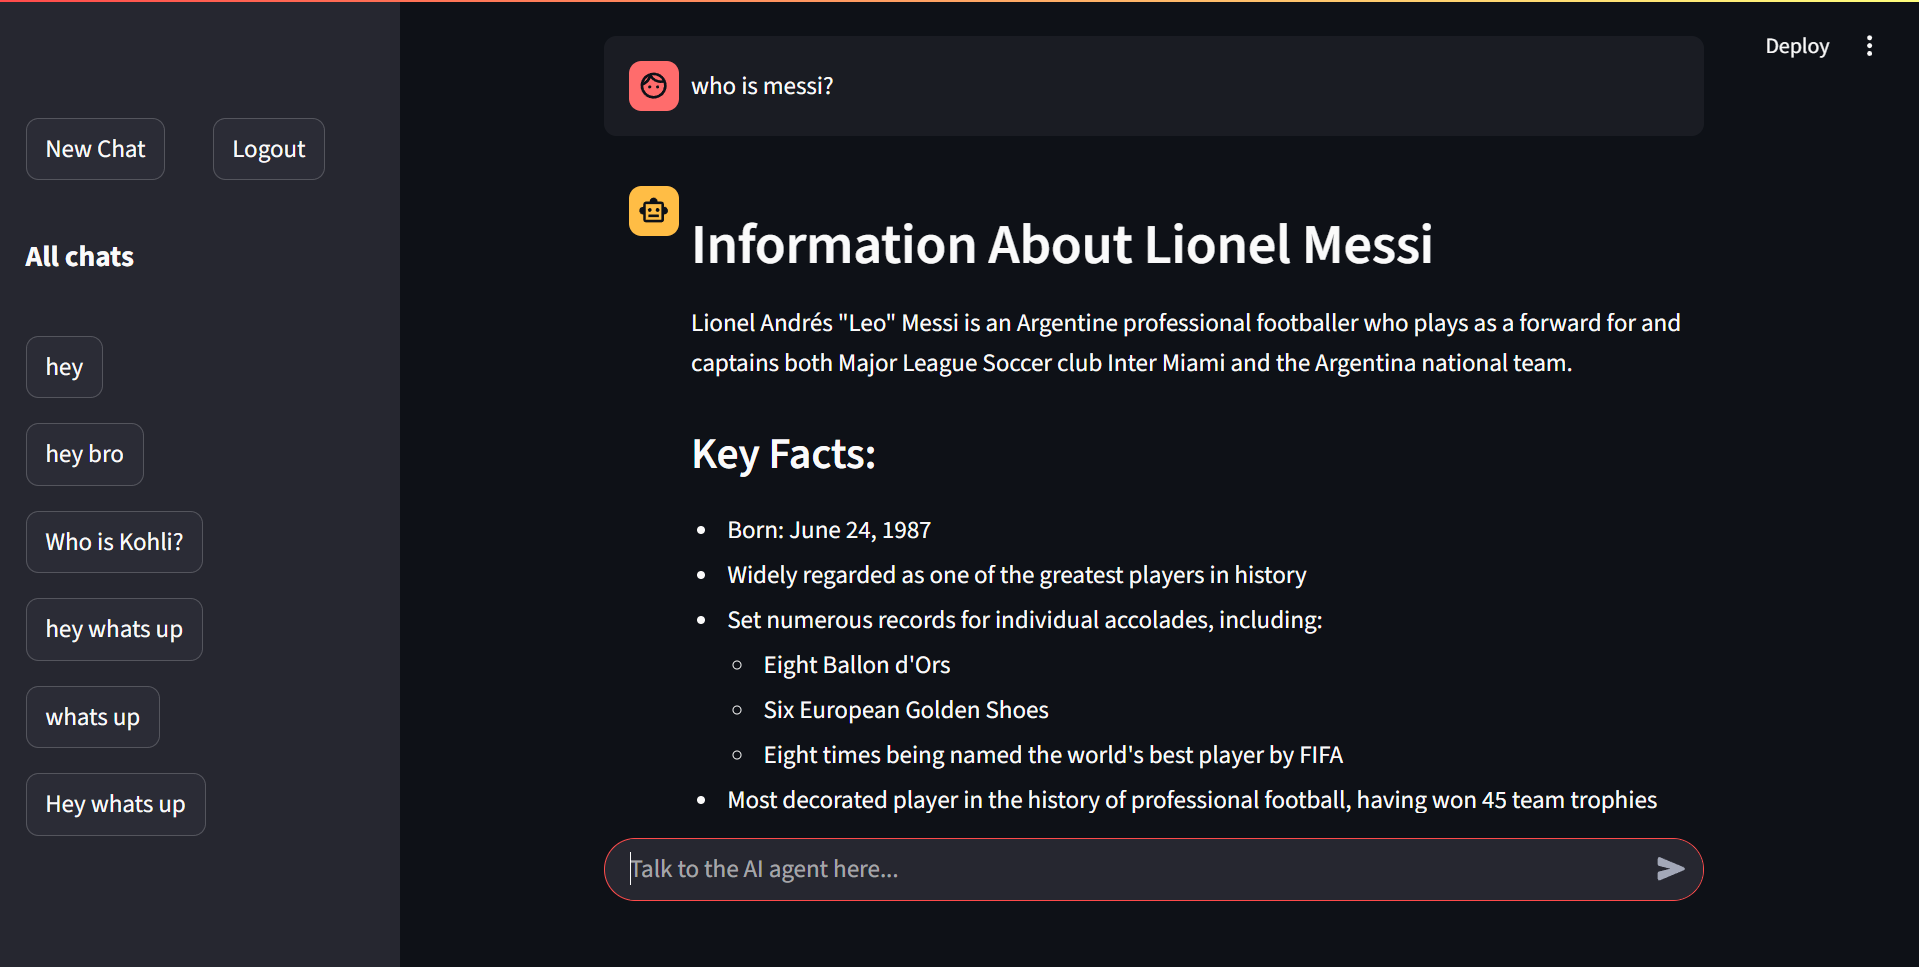 Deploy
New Chat
Logout
All chats
hey
hey bro
Who is Kohli?
hey whats up
whats up
Hey whats up
who is messi?
Information About Lionel Messi
Lionel Andrés "Leo" Messi is an Argentine professional footballer who plays as a forward for and
captains both Major League Soccer club Inter Miami and the Argentina national team.
Key Facts:
Born: June 24, 1987
Widely regarded as one of the greatest players in history
Set numerous records for individual accolades, including:
Eight Ballon d'Ors
Six European Golden Shoes
Eight times being named the world's best player by FIFA
Most decorated player in the history of professional football, having won 45 team trophies
Talk to the AI agent here...